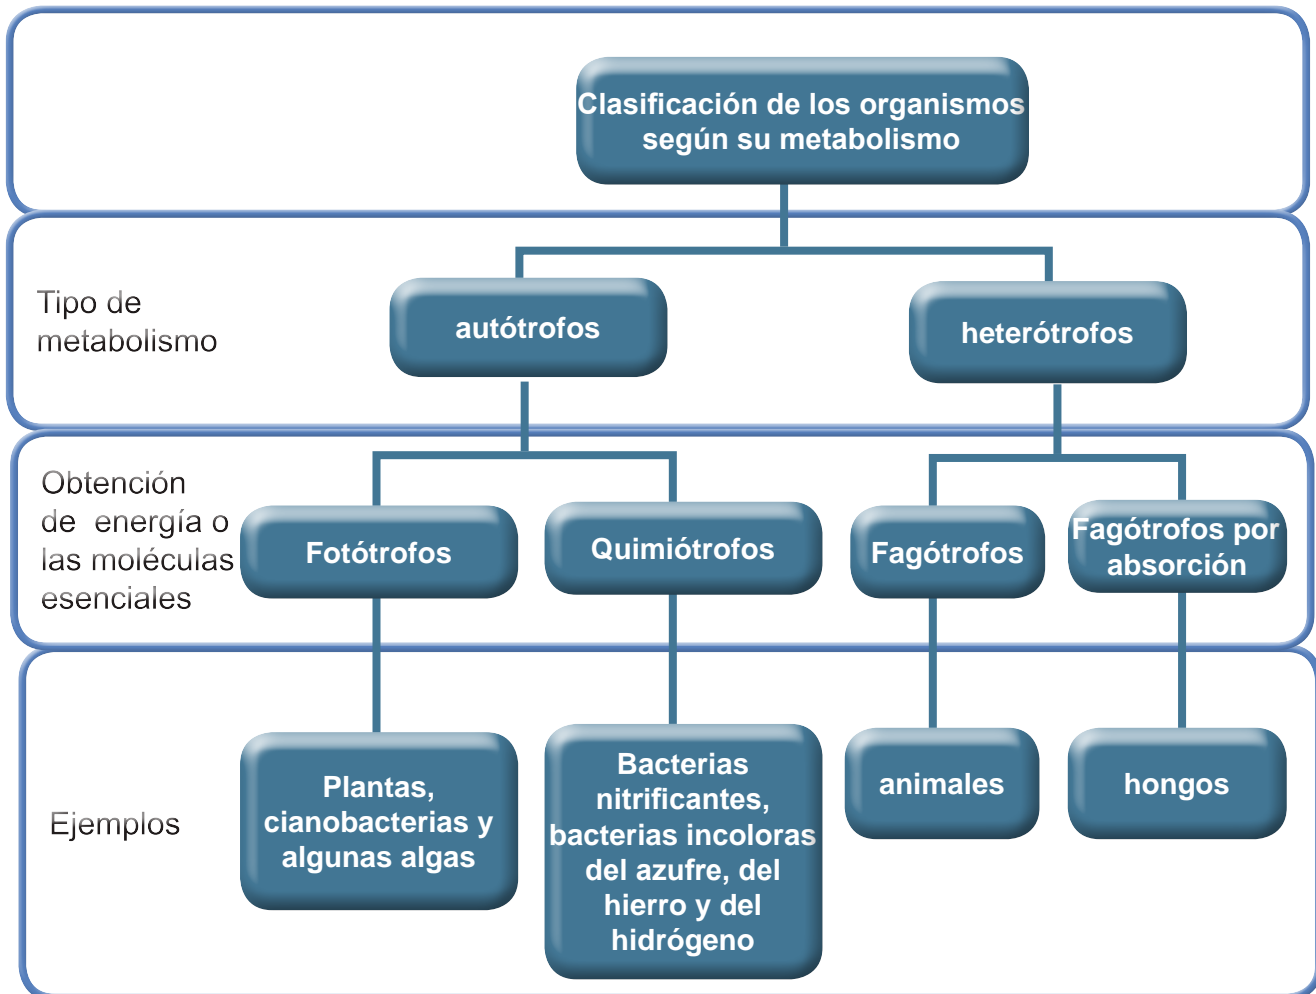 Clasificación de los organismos
según su metabolismo
Tipo de
metabolismo
autótrofos
heterótrofos
Obtención
de energía o
las moléculas
esenciales
Fotótrofos
Quimiótrofos
Fagótrofos
Fagótrofos por
absorción
Ejemplos
Plantas,
cianobacterias y
algunas algas
Bacterias
nitrificantes,
bacterias incoloras
del azufre, del
hierro y del
hidrógeno
animales
hongos